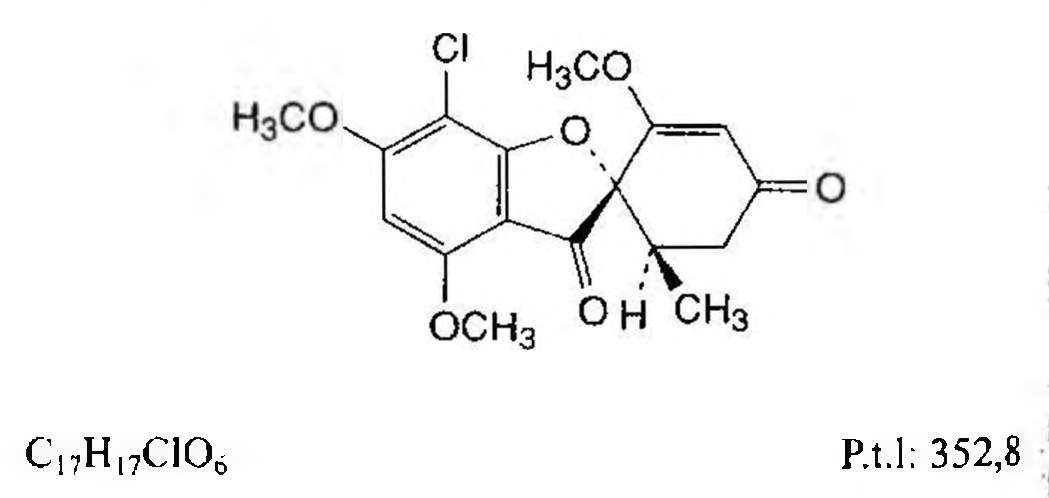 Cl
H₃CO
H₃CO
O
O
OCH₃
O
H
CH₃
C₁₇H₁₇ClO₆
P.t.l: 352,8